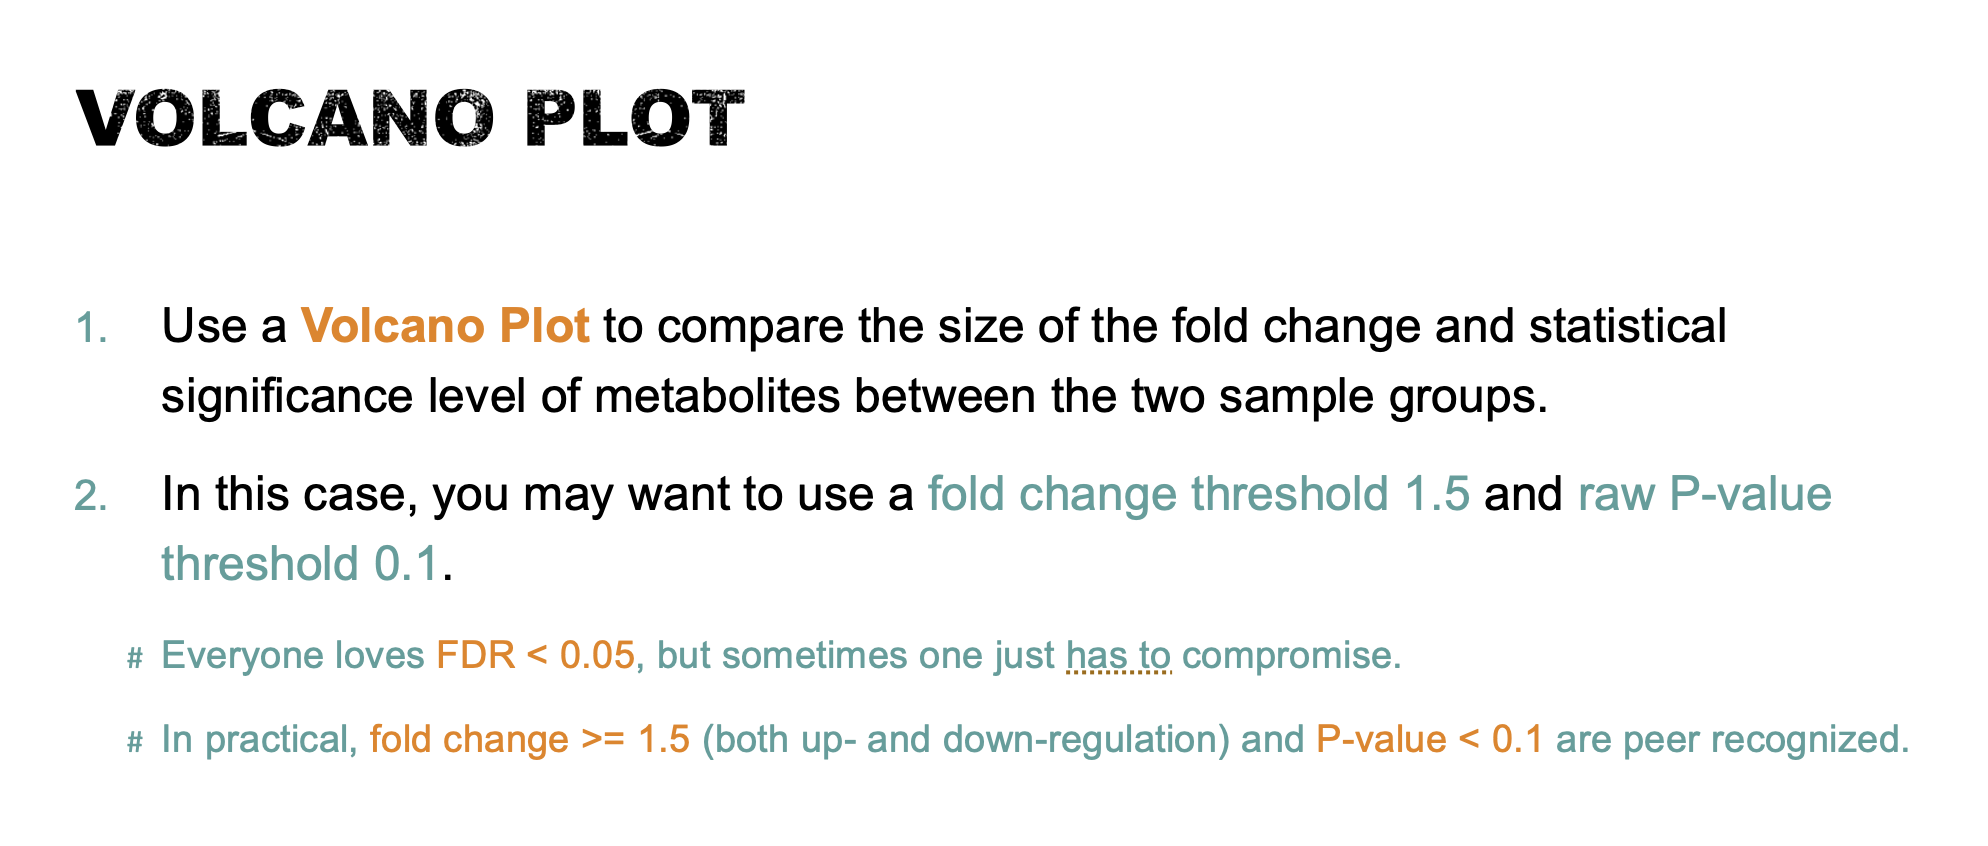 VOLCANO PLOT
1. Use a Volcano Plot to compare the size of the fold change and statistical
significance level of metabolites between the two sample groups.
2. In this case, you may want to use a fold change threshold 1.5 and raw P-value
threshold 0.1.
# Everyone loves FDR < 0.05, but sometimes one just has to compromise.
# In practical, fold change >= 1.5 (both up- and down-regulation) and P-value < 0.1 are peer recognized.